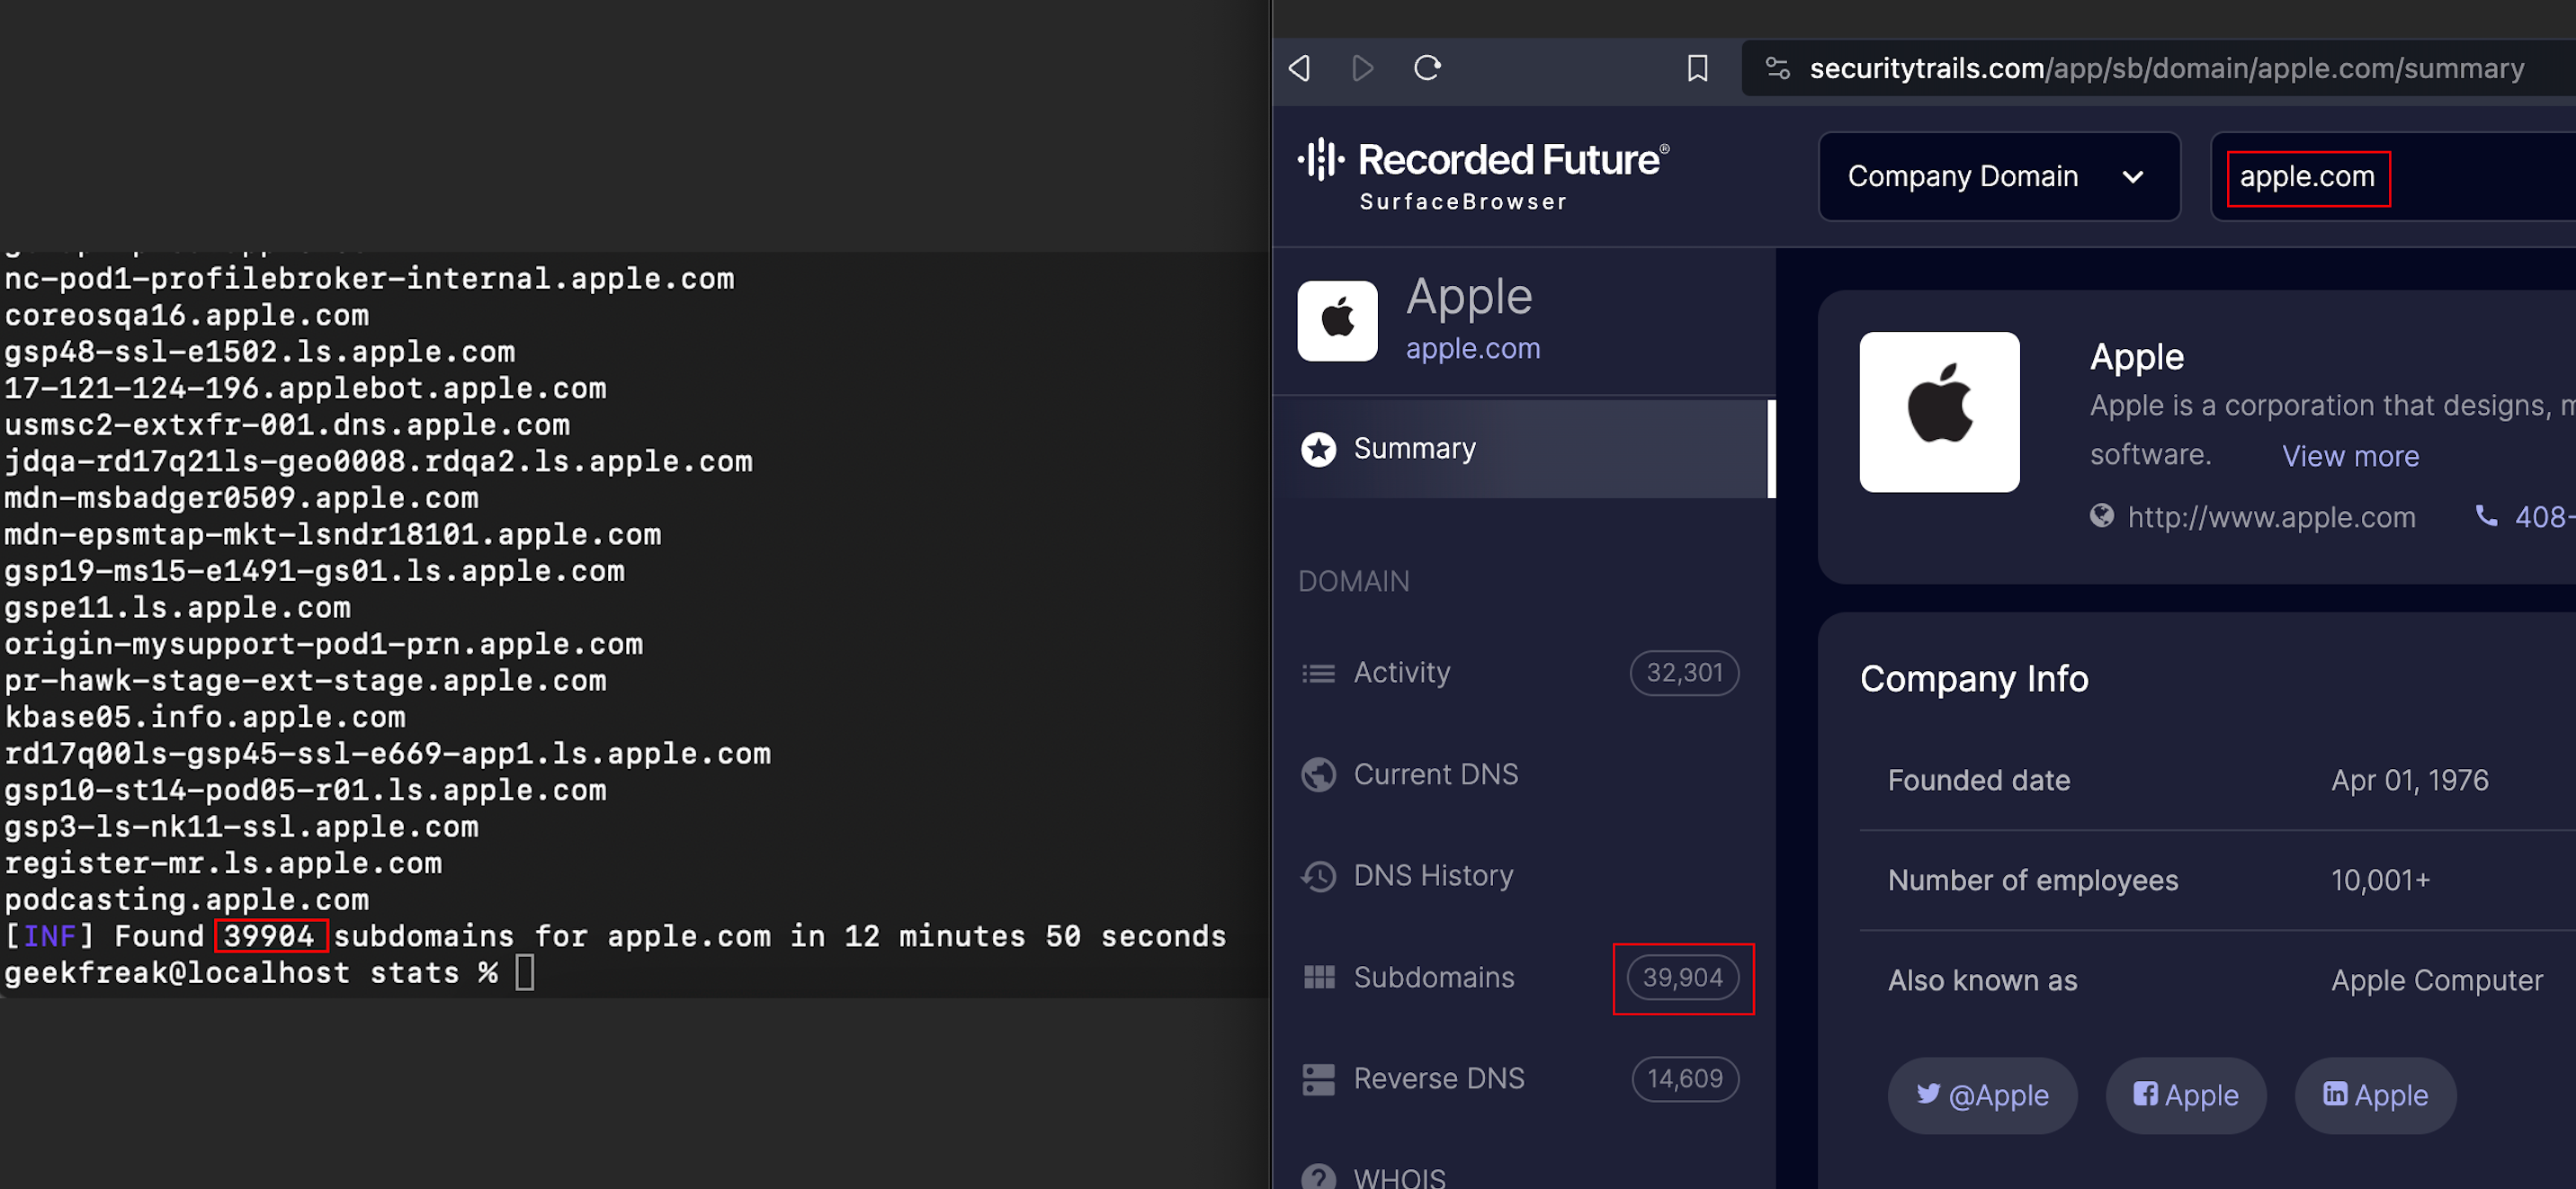 nc-pod1-profilebroker-internal.apple.com
coreosqa16.apple.com
gsp48-ssl-e1502.ls.apple.com
17-121-124-196.applebot.apple.com
usmsc2-extxfr-001.dns.apple.com
jdqa-rd17q21ls-geo0008.rdqa2.ls.apple.com
mdn-msbadger0509.apple.com
mdn-epsmtap-mkt-lsndr18101.apple.com
gsp19-ms15-e1491-gs01.ls.apple.com
gspe11.ls.apple.com
origin-mysupport-pod1-prn.apple.com
pr-hawk-stage-ext-stage.apple.com
kbase05.info.apple.com
rd17q00ls-gsp45-ssl-e669-app1.ls.apple.com
gsp10-st14-pod05-r01.ls.apple.com
gsp3-ls-nk11-ssl.apple.com
register-mr.ls.apple.com
podcasting.apple.com
[INF] Found 39904 subdomains for apple.com in 12 minutes 50 seconds
geekfreak@localhost stats %
securitytrails.com/app/sb/domain/apple.com/summary
Recorded Future®
SurfaceBrowser
Company Domain
apple.com
Apple
apple.com
Summary
DOMAIN
Activity 32,301
Current DNS
DNS History
Subdomains 39,904
Reverse DNS 14,609
WHOIS
Apple
Apple is a corporation that designs,
software. View more
http://www.apple.com 408-
Company Info
Founded date Apr 01, 1976
Number of employees 10,001+
Also known as Apple Computer
@Apple Apple Apple